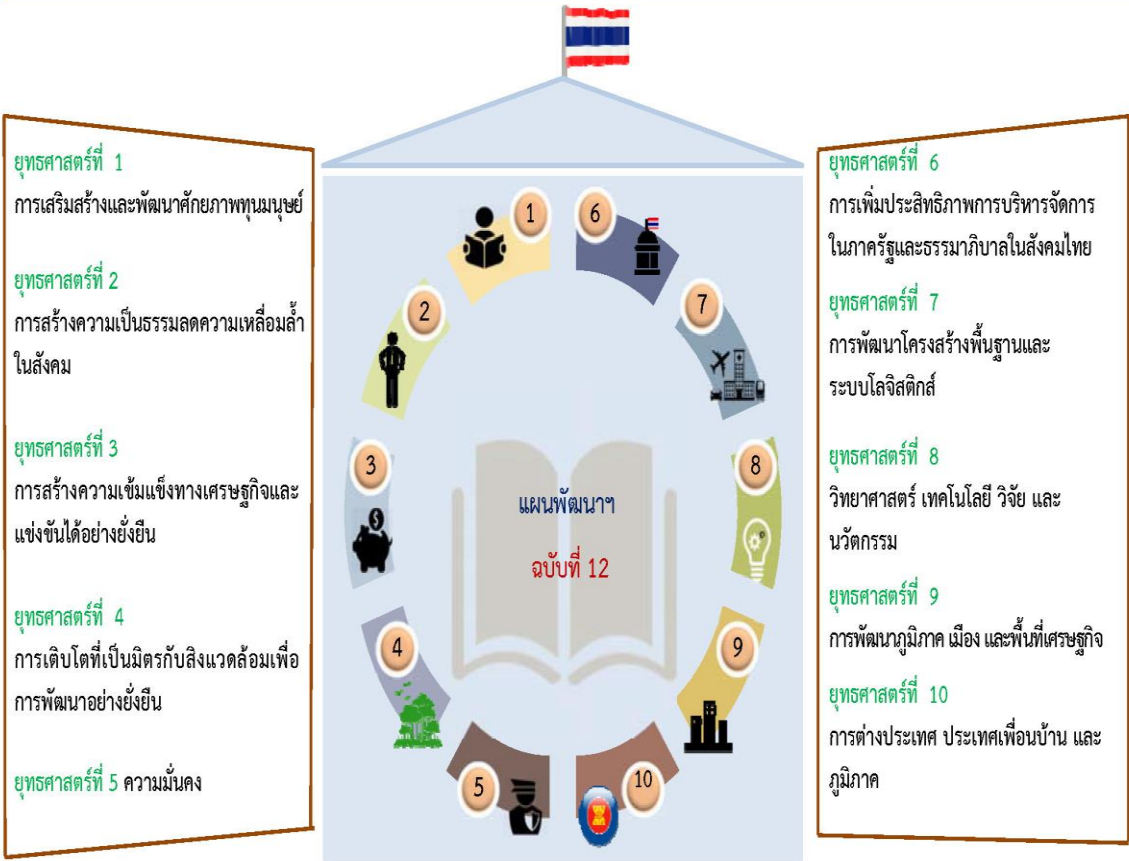 ยุทธศาสตร์ที่ 1
การเสริมสร้างและพัฒนาศักยภาพทุนมนุษย์
ยุทธศาสตร์ที่ 2
การสร้างความเป็นธรรมลดความเหลื่อมล้ำ
ในสังคม
ยุทธศาสตร์ที่ 3
การสร้างความเข้มแข็งทางเศรษฐกิจและ
แข่งขันได้อย่างยั่งยืน
ยุทธศาสตร์ที่ 4
การเติบโตที่เป็นมิตรกับสิ่งแวดล้อมเพื่อ
การพัฒนาอย่างยั่งยืน
ยุทธศาสตร์ที่ 5 ความมั่นคง
1
2
3
4
5
6
7
8
9
10
แผนพัฒนาฯ
ฉบับที่ 12
ยุทธศาสตร์ที่ 6
การเพิ่มประสิทธิภาพการบริหารจัดการ
ในภาครัฐและธรรมาภิบาลในสังคมไทย
ยุทธศาสตร์ที่ 7
การพัฒนาโครงสร้างพื้นฐานและ
ระบบโลจิสติกส์
ยุทธศาสตร์ที่ 8
วิทยาศาสตร์ เทคโนโลยี วิจัย และ
นวัตกรรม
ยุทธศาสตร์ที่ 9
การพัฒนาภูมิภาค เมือง และพื้นที่เศรษฐกิจ
ยุทธศาสตร์ที่ 10
การต่างประเทศ ประเทศเพื่อนบ้าน และ
ภูมิภาค